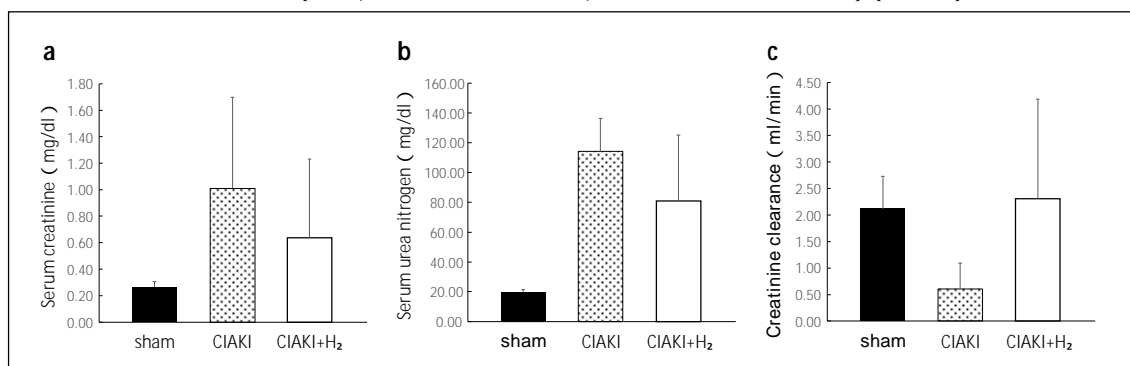 a
Serum creatinine ( mg/dl )
1.80
1.60
1.40
1.20
1.00
0.80
0.60
0.40
0.20
0.00
sham
CIAKI
CIAKI+H₂
b
Serum urea nitrogen ( mg/dl )
160.00
140.00
120.00
100.00
80.00
60.00
40.00
20.00
00.00
sham
CIAKI
CIAKI+H₂
c
Creatinine clearance ( ml/min )
4.50
4.00
3.50
3.00
2.50
2.00
1.50
1.00
0.50
0.00
sham
CIAKI
CIAKI+H₂